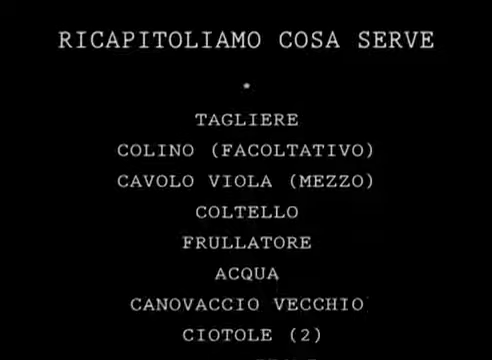 RICAPITOLIAMO COSA SERVE
*
TAGLIERE
COLINO (FACOLTATIVO)
CAVOLO VIOLA (MEZZO)
COLTELLO
FRULLATORE
ACQUA
CANOVACCIO VECCHIO
CIOTOLE (2)